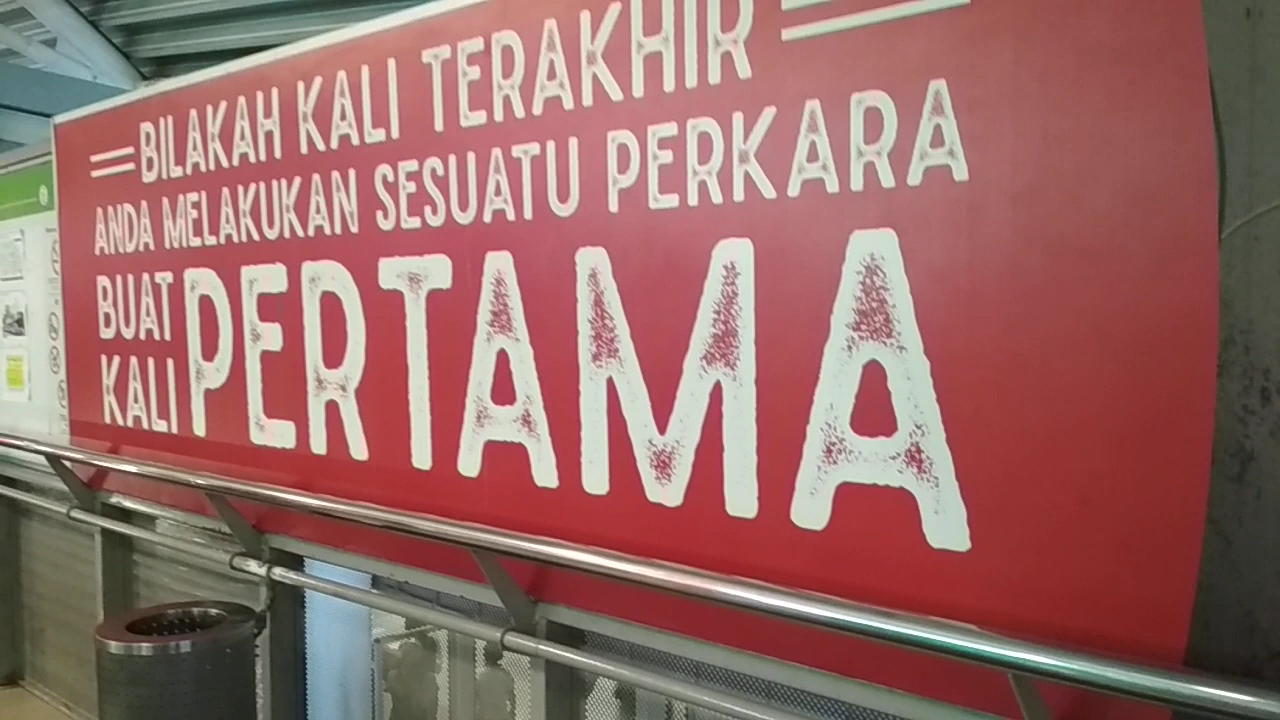 BILAKAH KALI TERAKHIR
ANDA MELAKUKAN SESUATU PERKARA
BUAT
KALI
PERTAMA